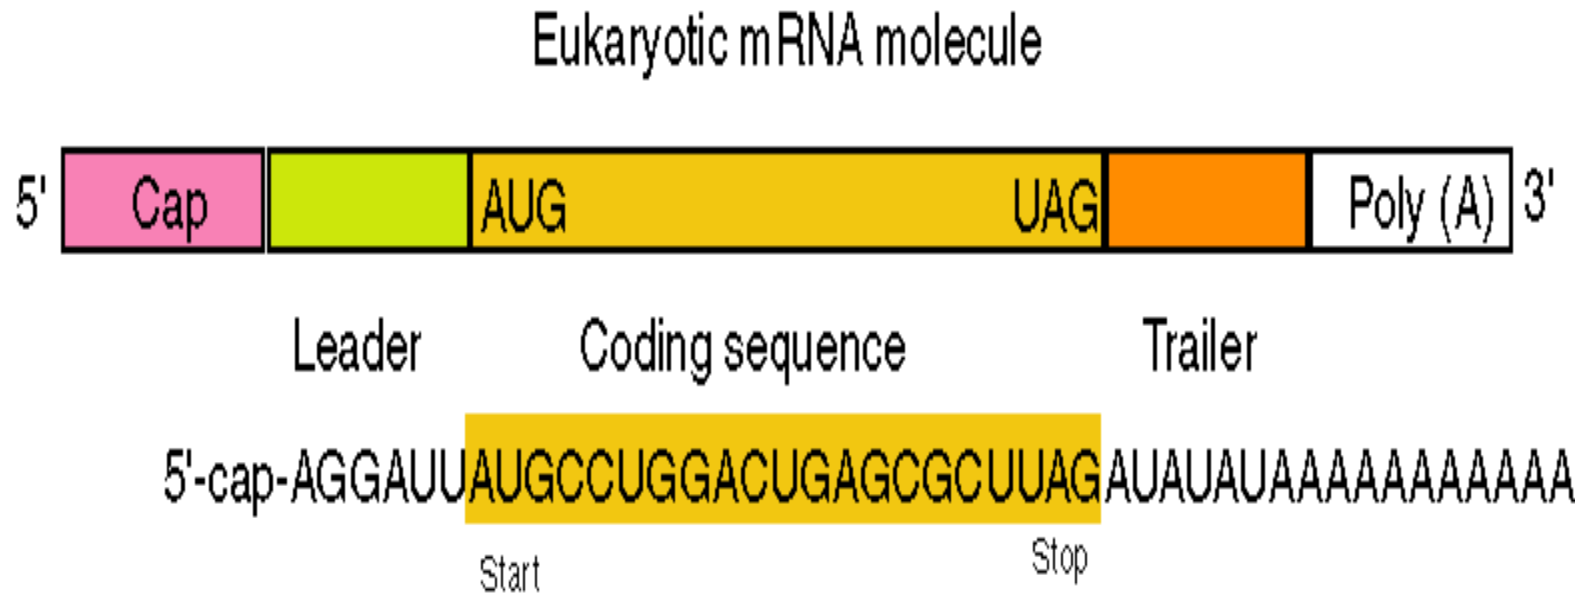 Eukaryotic mRNA molecule
5' Cap AUG UAG Poly (A) 3'
Leader Coding sequence Trailer
5'-cap-AGGAUUAUGCCUGGACUGAGCGCUUAGAUAUAUAAAAAAAAAAA
Start Stop